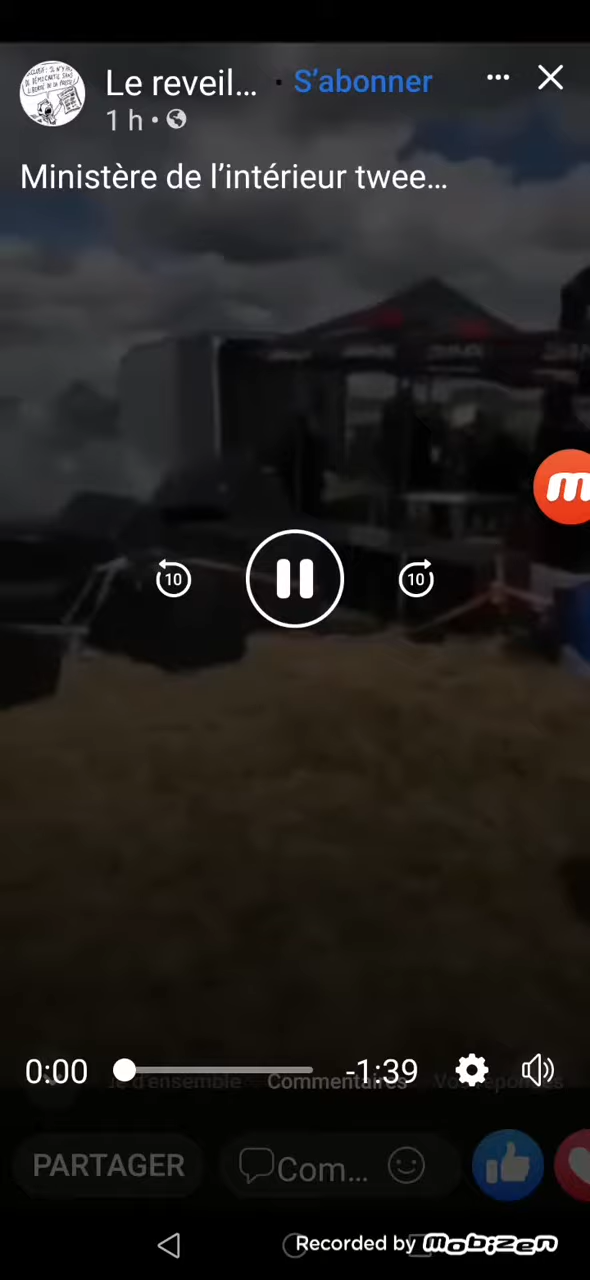 Le reveil... · S'abonner
1 h •
Ministère de l'intérieur twee...
m
10
10
0:00
-1:39
Commentaires
PARTAGER
Com...
Recorded by Mobizen